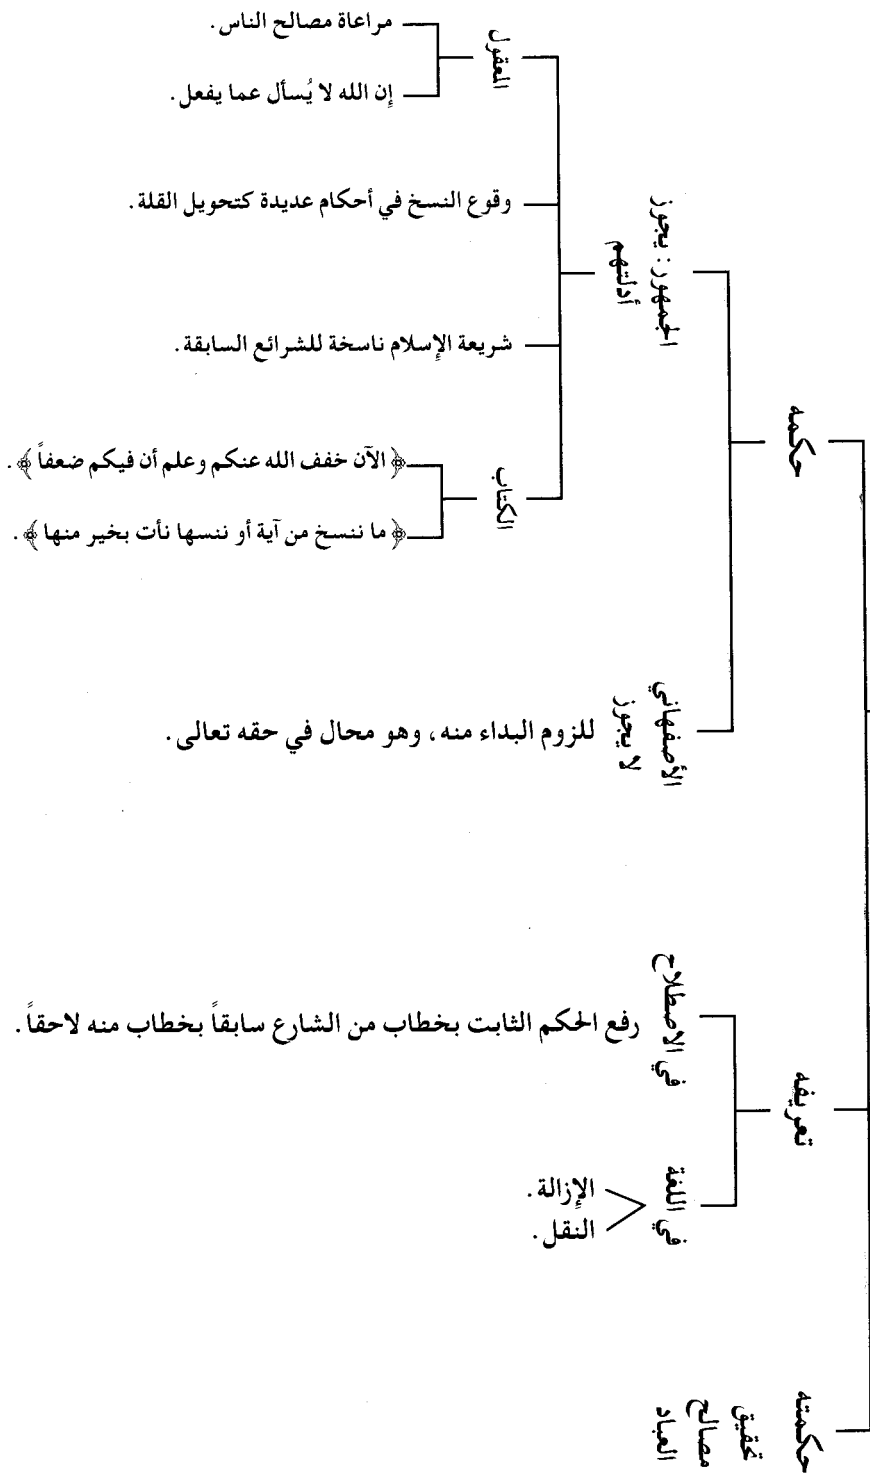 حكمه
الجمهور: يجوز
أدلتهم
المعقول
مراعاة مصالح الناس.
إن الله لا يُسأل عما يفعل.
وقوع النسخ في أحكام عديدة كتحويل القلة.
شريعة الإسلام ناسخة للشرائع السابقة.
الكتاب
﴿ الآن خفف الله عنكم وعلم أن فيكم ضعفاً ﴾.
﴿ ما ننسخ من آية أو ننسها نأت بخير منها ﴾.
الأصفهاني
لا يجوز
للزوم البداء منه، وهو محال في حقه تعالى.
تعريفه
في الاصطلاح
رفع الحكم الثابت بخطاب من الشارع سابقاً بخطاب منه لاحقاً.
في اللغة
الإزالة.
النقل.
حكمته
تحقيق
مصالح
العباد